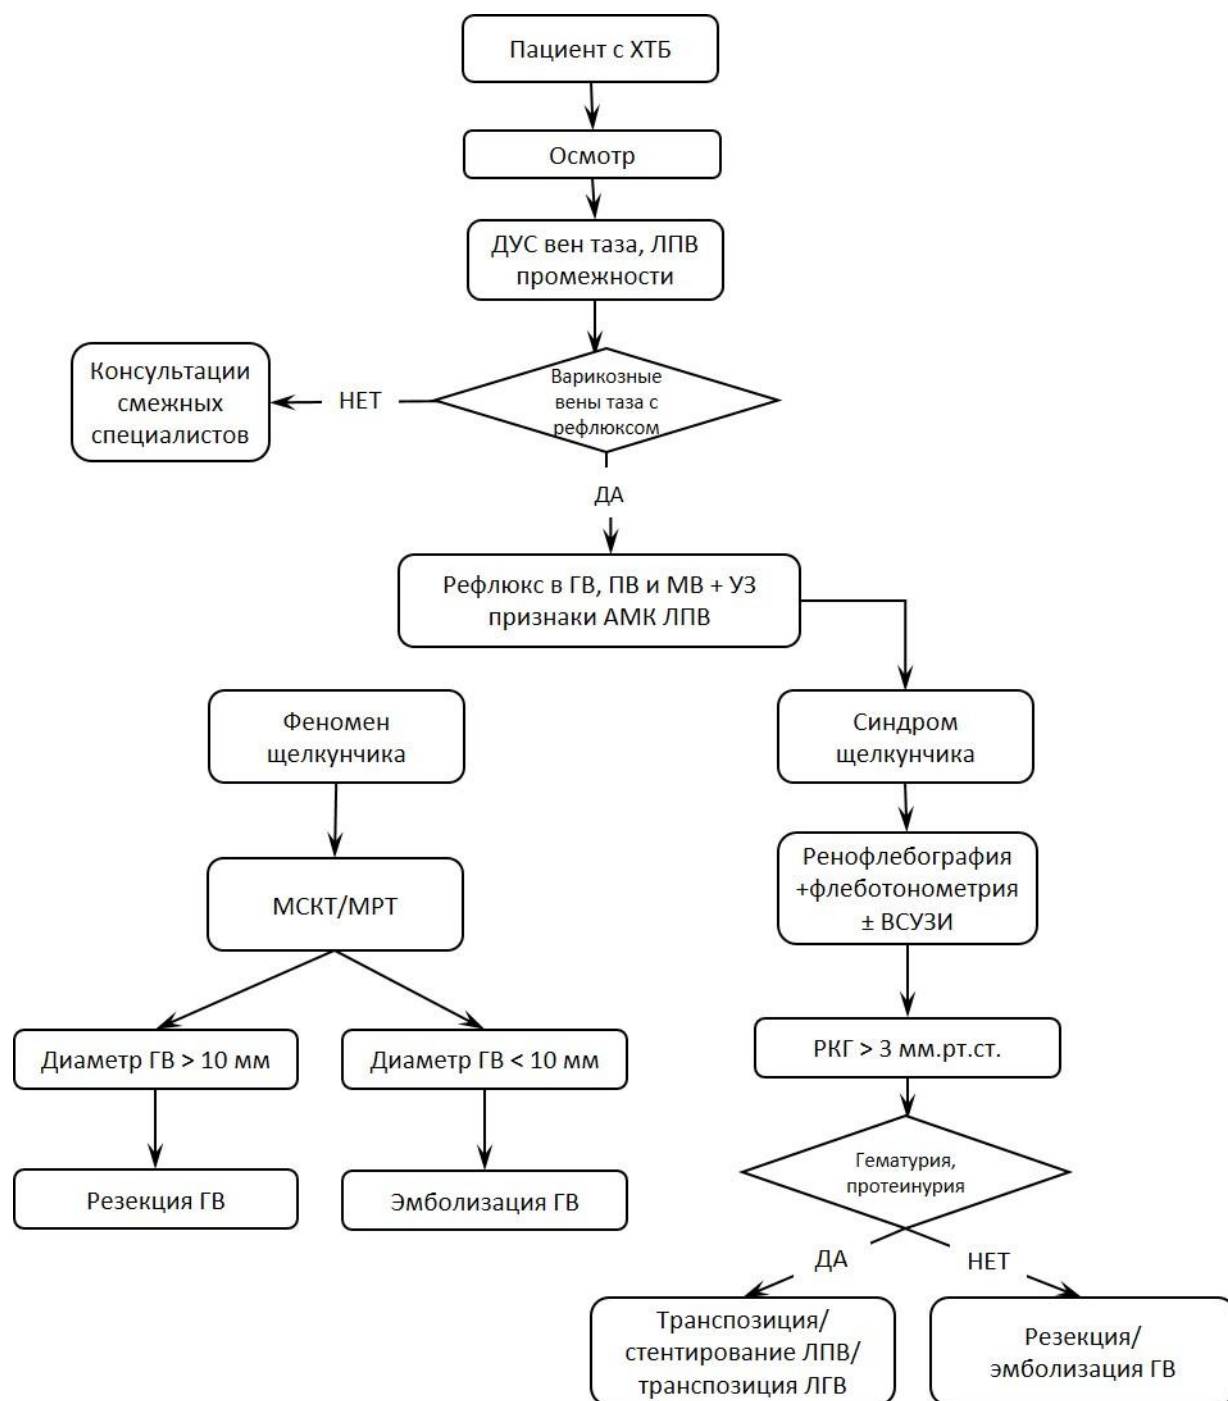 Пациент с ХТБ
Осмотр
ДУС вен таза, ЛПВ
промежности
Варикозные
вены таза с
рефлюксом
НЕТ
Консультации
смежных
специалистов
ДА
Рефлюкс в ГВ, ПВ и МВ + УЗ
признаки АМК ЛПВ
Феномен
щелкунчика
МСКТ/МРТ
Диаметр ГВ > 10 мм
Диаметр ГВ < 10 мм
Резекция ГВ
Эмболизация ГВ
Синдром
щелкунчика
Ренофлебография
+флеботонометрия
± ВСУЗИ
РКГ > 3 мм.рт.ст.
Гематурия,
протеинурия
ДА
НЕТ
Транспозиция/
стентирование ЛПВ/
транспозиция ЛГВ
Резекция/
эмболизация ГВ